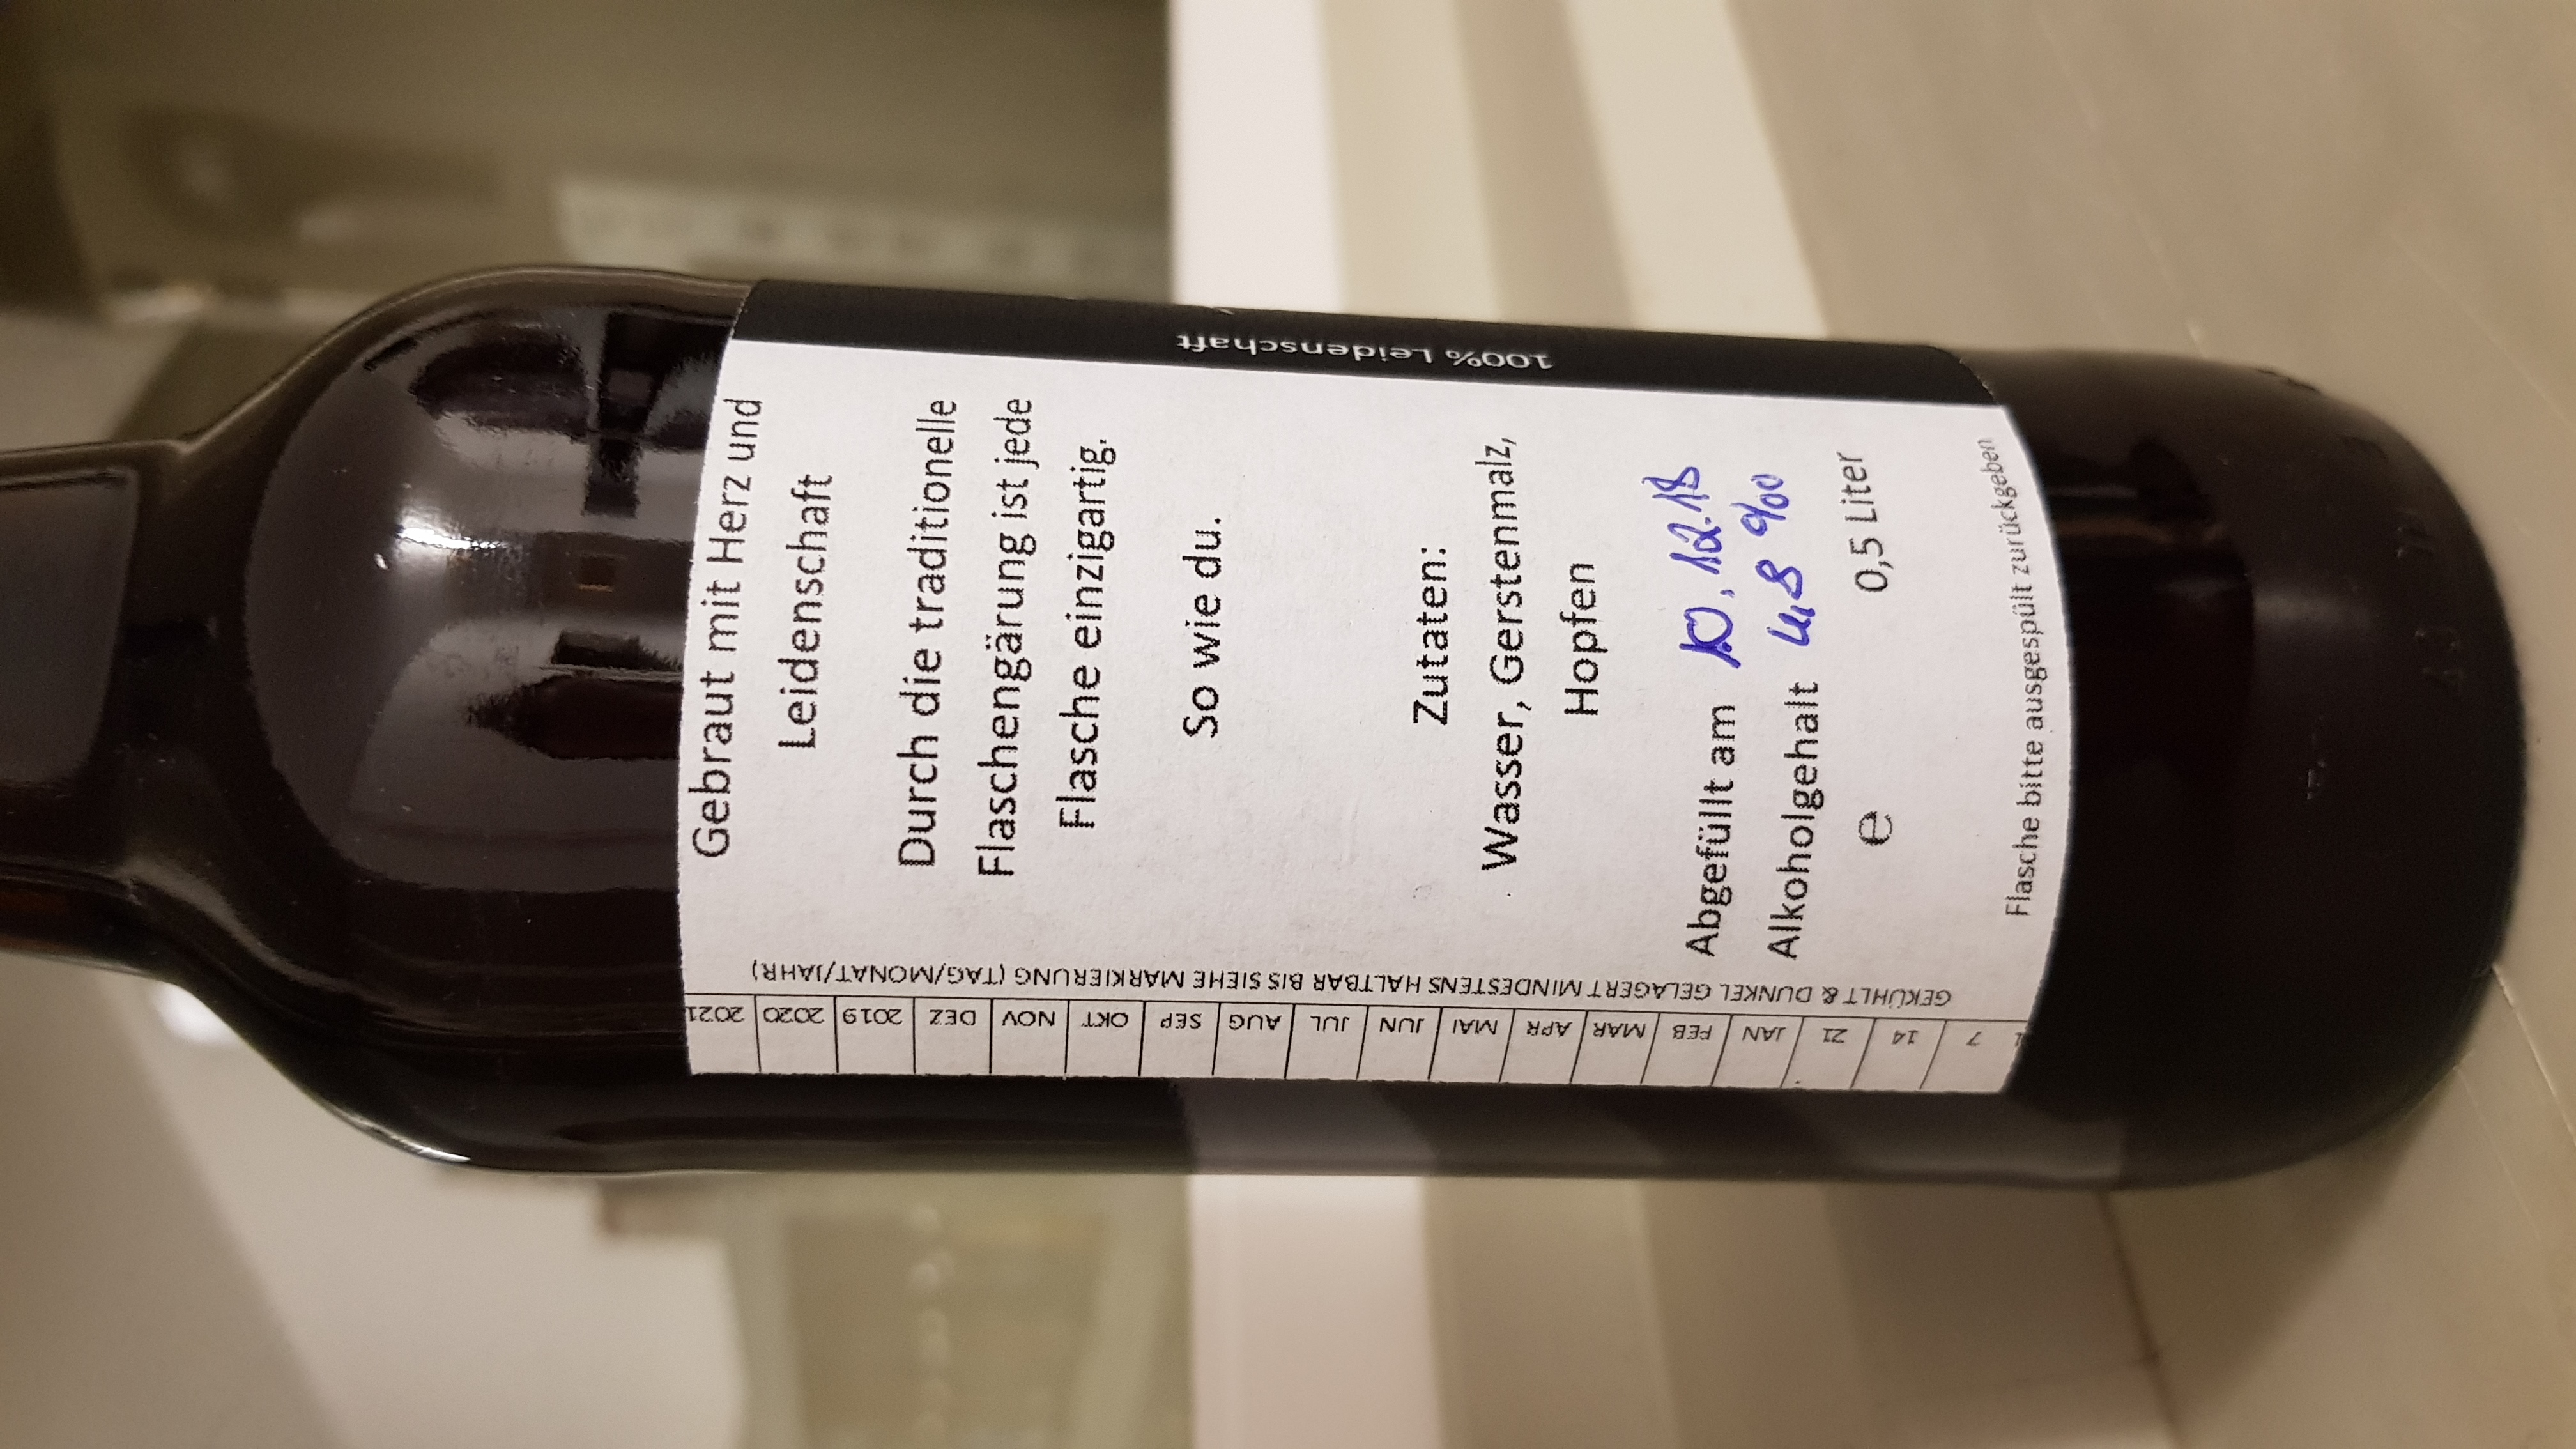 Gebraut mit Herz und
Leidenschaft
Durch die traditionelle
Flaschengärung ist jede
Flasche einzigartig.
So wie du.
Zutaten:
Wasser, Gerstenmalz,
Hopfen
Abgefüllt am 10.12.18
Alkoholgehalt 4,8 %
e 0,5 Liter
Flasche bitte ausgespült zurückgeben
GEKÜHLT & DUNKEL GELAGERT MINDESTENS HALTBAR BIS SIEHE MARKIERUNG (TAG/MONAT/JAHR)
1 7 14 21 JAN FEB MAR APR MAI JUN JUL AUG SEP OKT NOV DEZ 2019 2020 2021
100% Leidenschaft